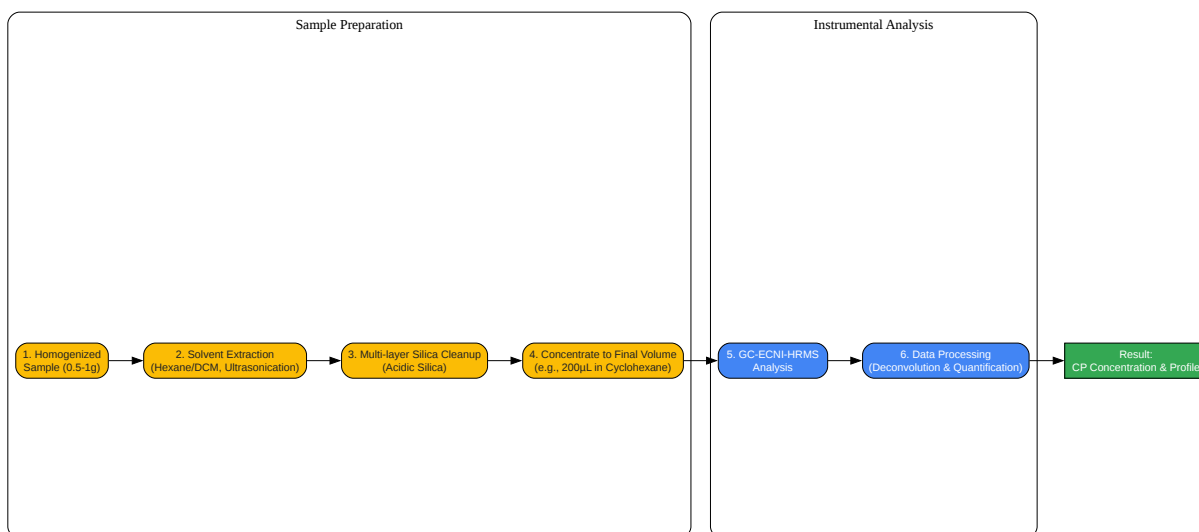 Sample Preparation
Instrumental Analysis
1. Homogenized
Sample (0.5-1g)
2. Solvent Extraction
(Hexane/DCM, Ultrasonication)
3. Multi-layer Silica Cleanup
(Acidic Silica)
4. Concentrate to Final Volume
(e.g., 200μL in Cyclohexane)
5. GC-ECNI-HRMS
Analysis
6. Data Processing
(Deconvolution & Quantification)
Result:
CP Concentration & Profile